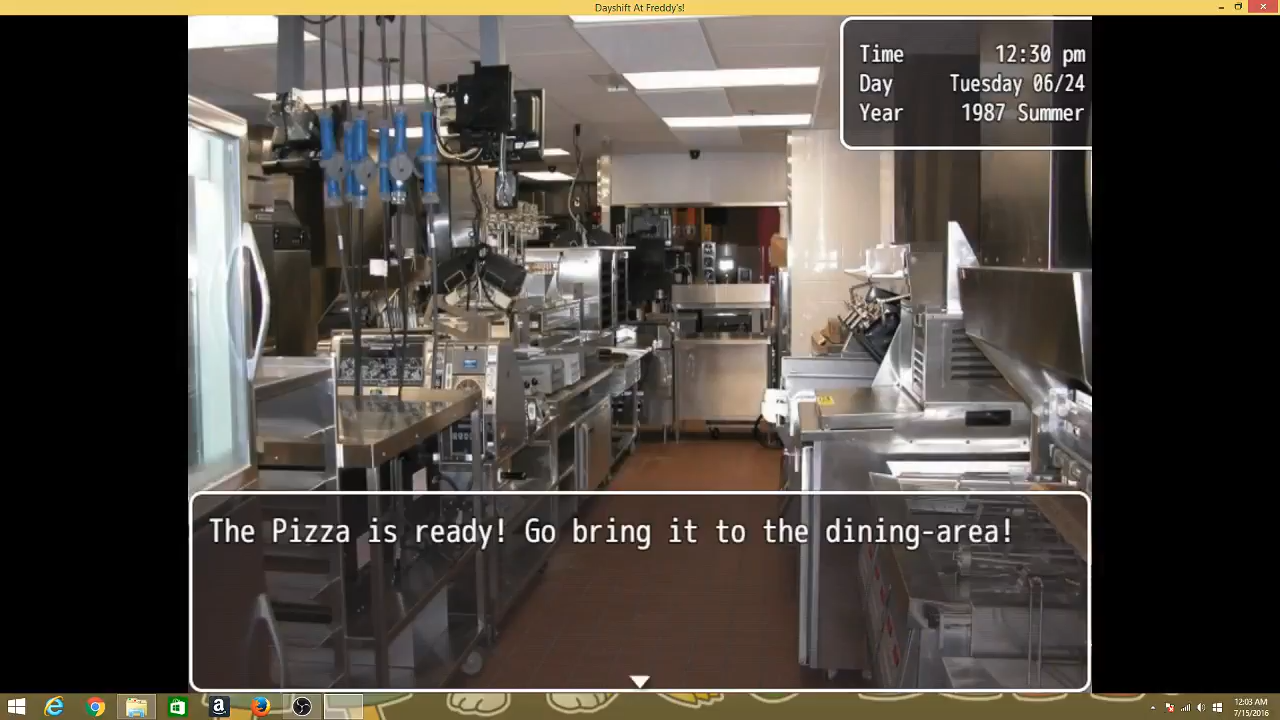 Dayshift At Freddy's!
Time 12:30 pm
Day Tuesday 06/24
Year 1987 Summer
The Pizza is ready! Go bring it to the dining-area!
12:03 AM
7/15/2016